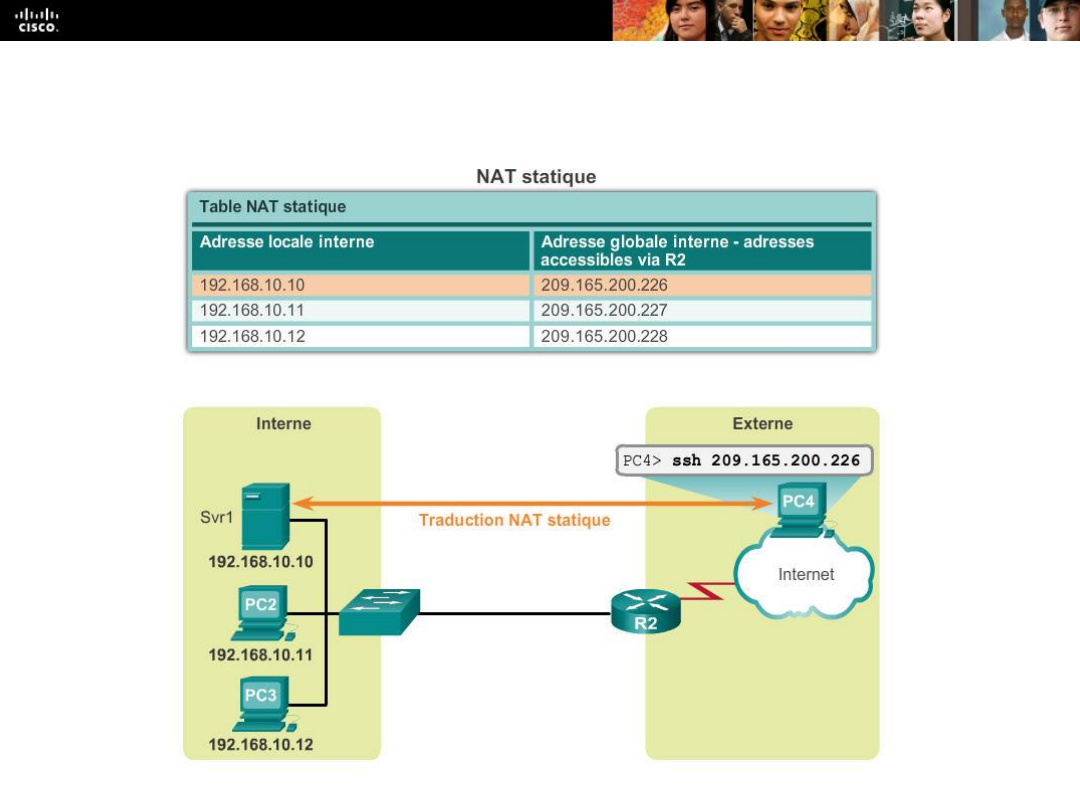 CISCO.
NAT statique
Table NAT statique
Adresse locale interne
Adresse globale interne - adresses
accessibles via R2
192.168.10.10
209.165.200.226
192.168.10.11
209.165.200.227
192.168.10.12
209.165.200.228
Interne
Externe
PC4> ssh 209.165.200.226
Svr1
PC4
Traduction NAT statique
192.168.10.10
Internet
PC2
R2
192.168.10.11
PC3
192.168.10.12